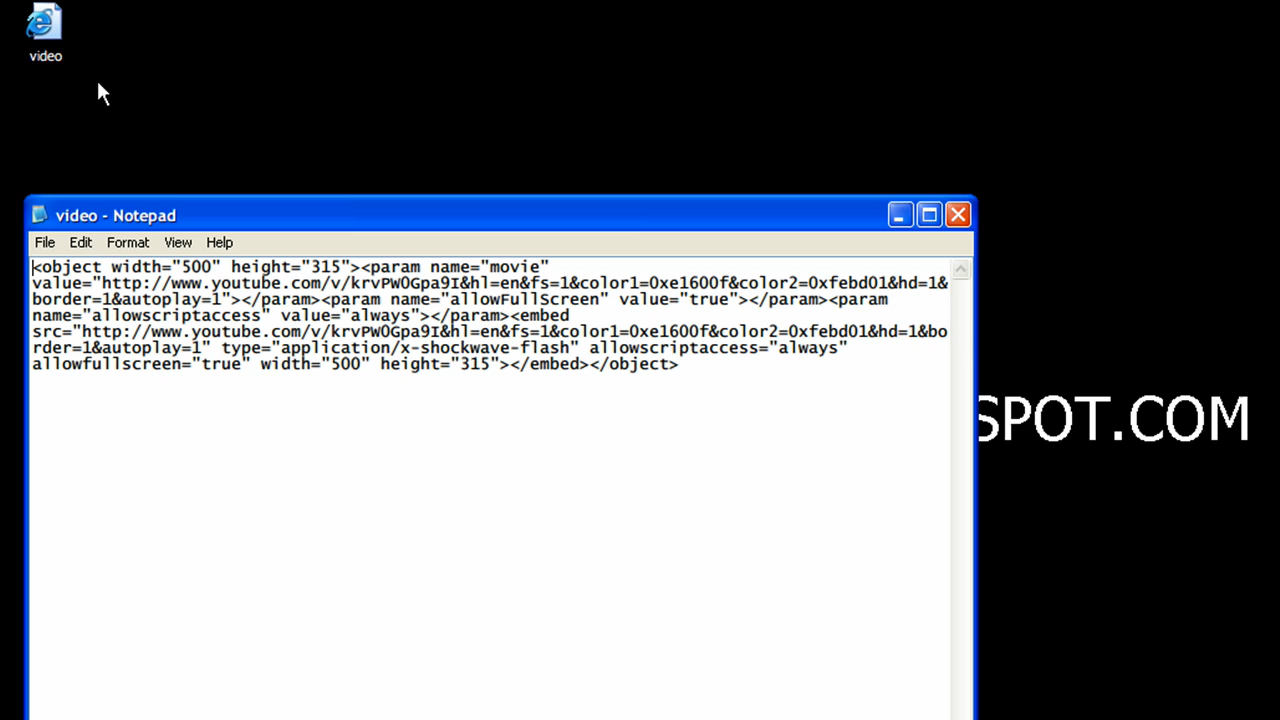 video
video - Notepad
File Edit Format View Help
<object width="500" height="315"><param name="movie"
value="http://www.youtube.com/v/krvPWOGpa9I&hl=en&fs=1&color1=0xe1600f&color2=0xfebd01&hd=1&
border=1&autoplay=1"></param><param name="allowFullScreen" value="true"></param><param
name="allowscriptaccess" value="always"></param><embed
src="http://www.youtube.com/v/krvPWOGpa9I&hl=en&fs=1&color1=0xe1600f&color2=0xfebd01&hd=1&bo
rder=1&autoplay=1" type="application/x-shockwave-flash" allowscriptaccess="always"
allowfullscreen="true" width="500" height="315"></embed></object>
SPOT.COM